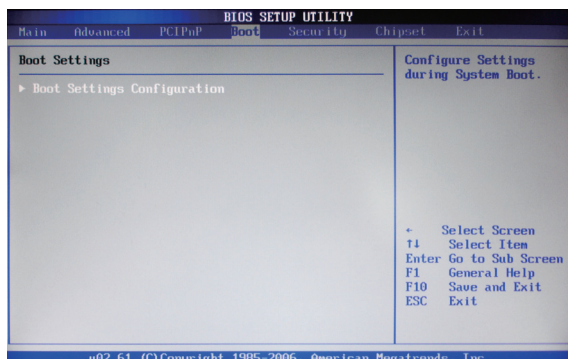 BIOS SETUP UTILITY
Main Advanced PCIPnP Boot Security Chipset Exit
Boot Settings
▶ Boot Settings Configuration
Configure Settings
during System Boot.
← Select Screen
↑↓ Select Item
Enter Go to Sub Screen
F1 General Help
F10 Save and Exit
ESC Exit
v02.61 (C)Copyright 1985-2006, American Megatrends, Inc.